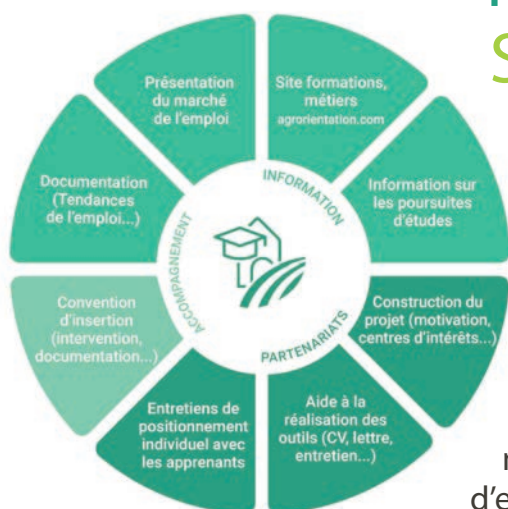 Présentation
du marché
de l'emploi
Site formations,
métiers
agrorientation.com
Information sur
les poursuites
d'études
Construction du
projet (motivation,
centres d'intérêts...)
Aide à la
réalisation des
outils (CV, lettre,
entretien...)
Entretiens de
positionnement
individuel avec
les apprenants
Convention
d'insertion
(intervention,
documentation...)
Documentation
(Tendances
de l'emploi...)
INFORMATION
PARTENARIATS
ACCOMPAGNEMENT
S
d'e